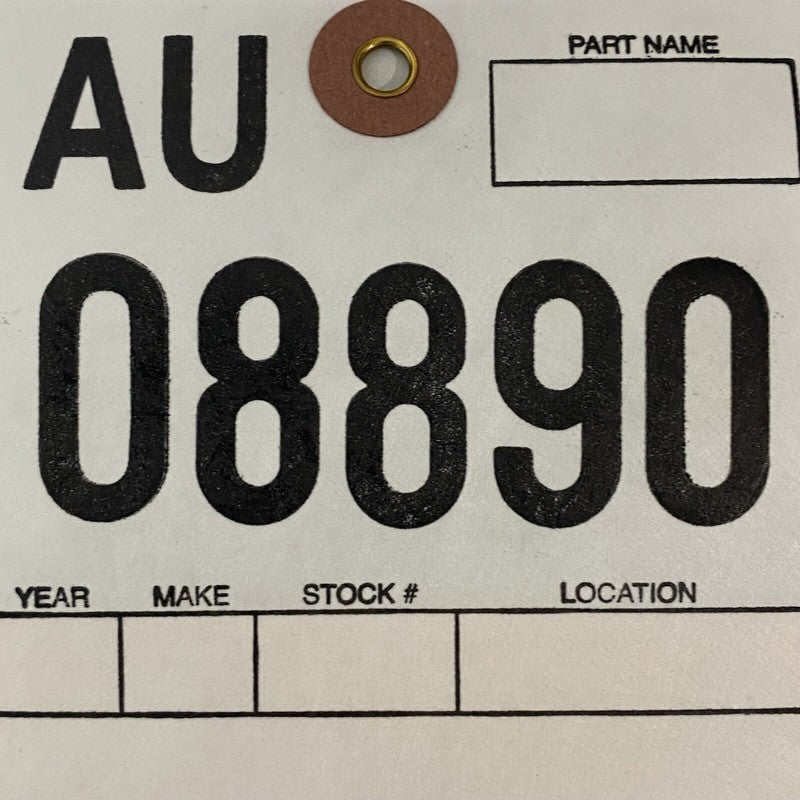 AU
PART NAME
08890
YEAR MAKE STOCK # LOCATION